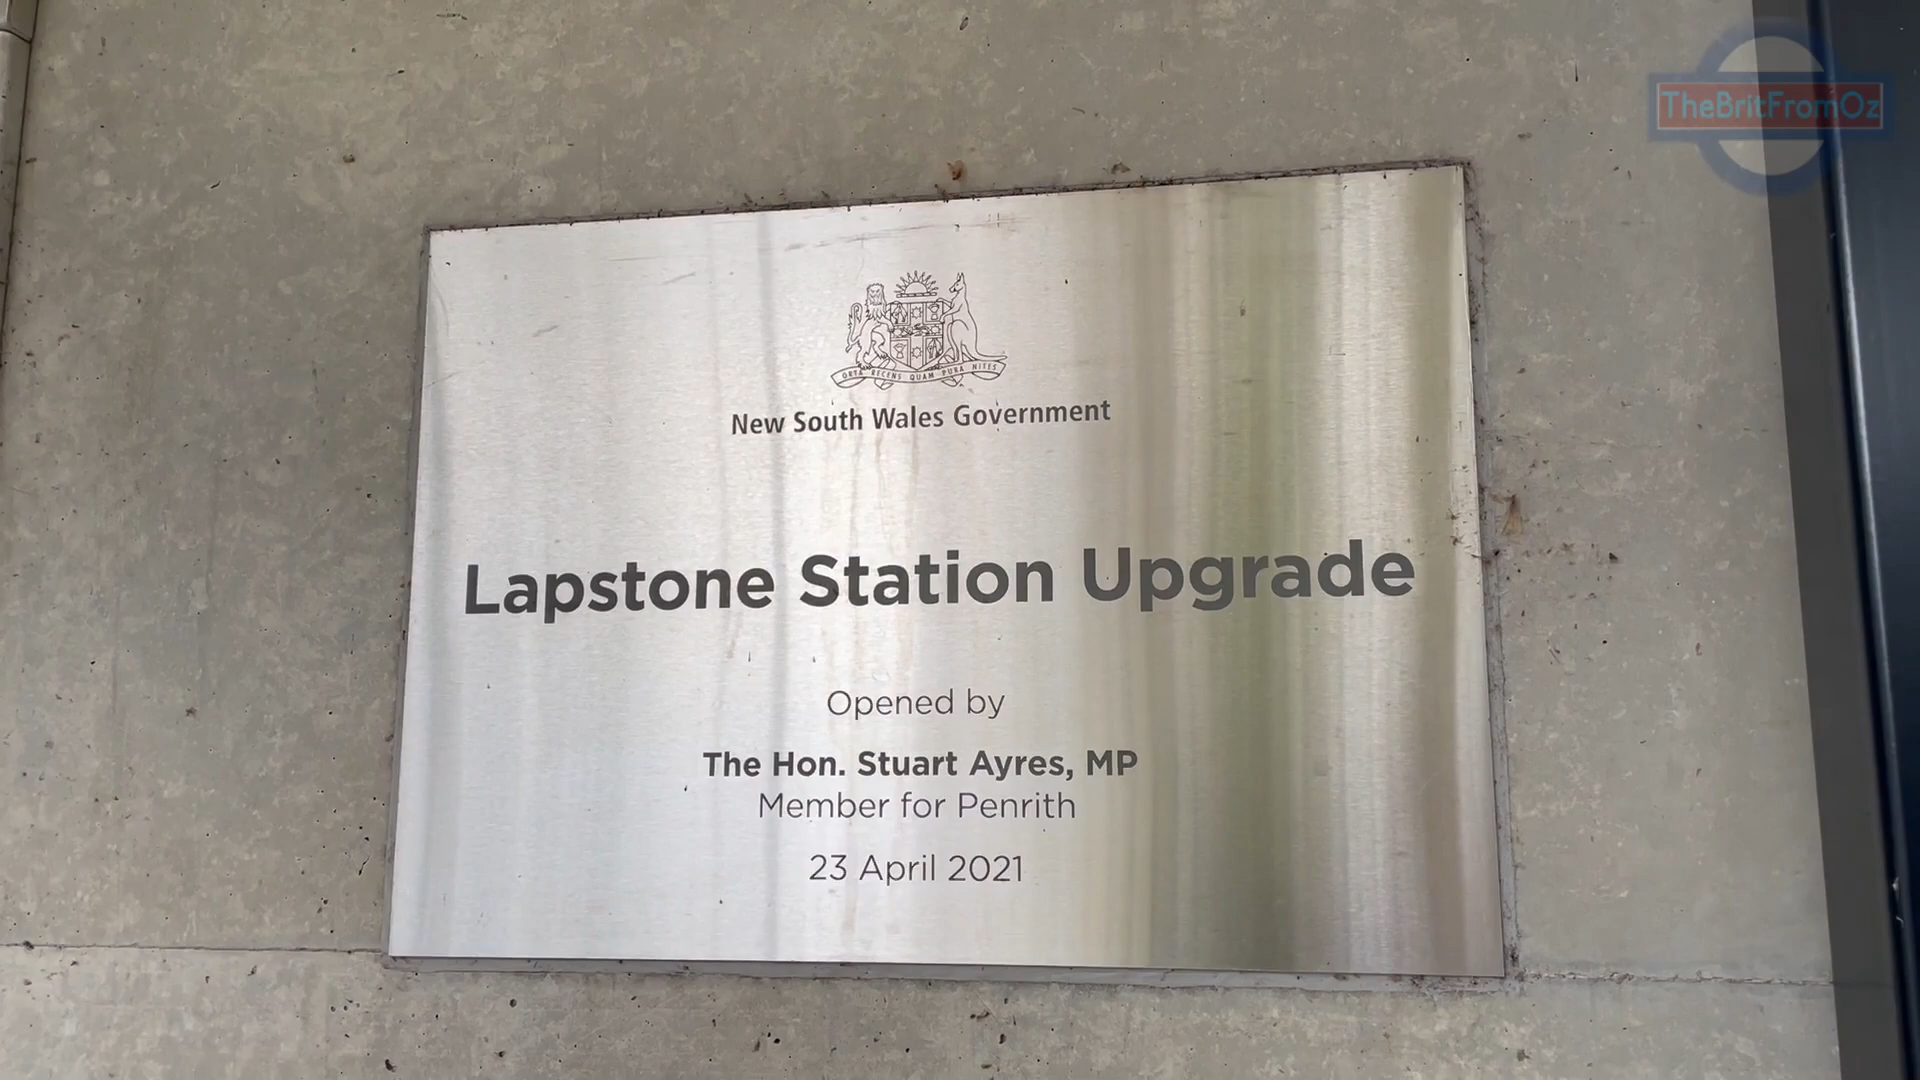 TheBritFromOz
ORTA RECENS QUAM PURA NITES
New South Wales Government
Lapstone Station Upgrade
Opened by
The Hon. Stuart Ayres, MP
Member for Penrith
23 April 2021